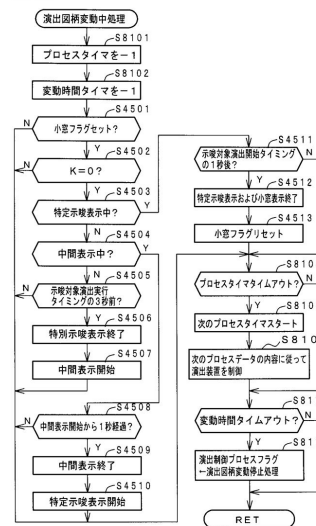 演出図柄変動中処理
S8101
プロセスタイマを－1
S8102
変動時間タイマを－1
S4501
小窓フラグセット？
N
Y
S4502
K＝0？
N
Y
S4503
特定示唆表示中？
Y
N
S4504
中間表示中？
Y
N
S4505
示唆対象演出実行
タイミングの3秒前？
N
Y
S4506
特別示唆表示終了
S4507
中間表示開始
S4508
中間表示開始から1秒経過？
N
Y
S4509
中間表示終了
S4510
特定示唆表示開始
S4511
示唆対象演出開始タイミング
の1秒後？
N
Y
S4512
特定示唆表示および小窓表示終了
S4513
小窓フラグリセット
S810
プロセスタイマタイムアウト？
N
Y
S810
次のプロセスタイマスタート
S810
次のプロセスデータの内容に従って
演出装置を制御
S81
変動時間タイムアウト？
N
Y
S81
演出制御プロセスフラグ
←演出図柄変動停止処理
RET